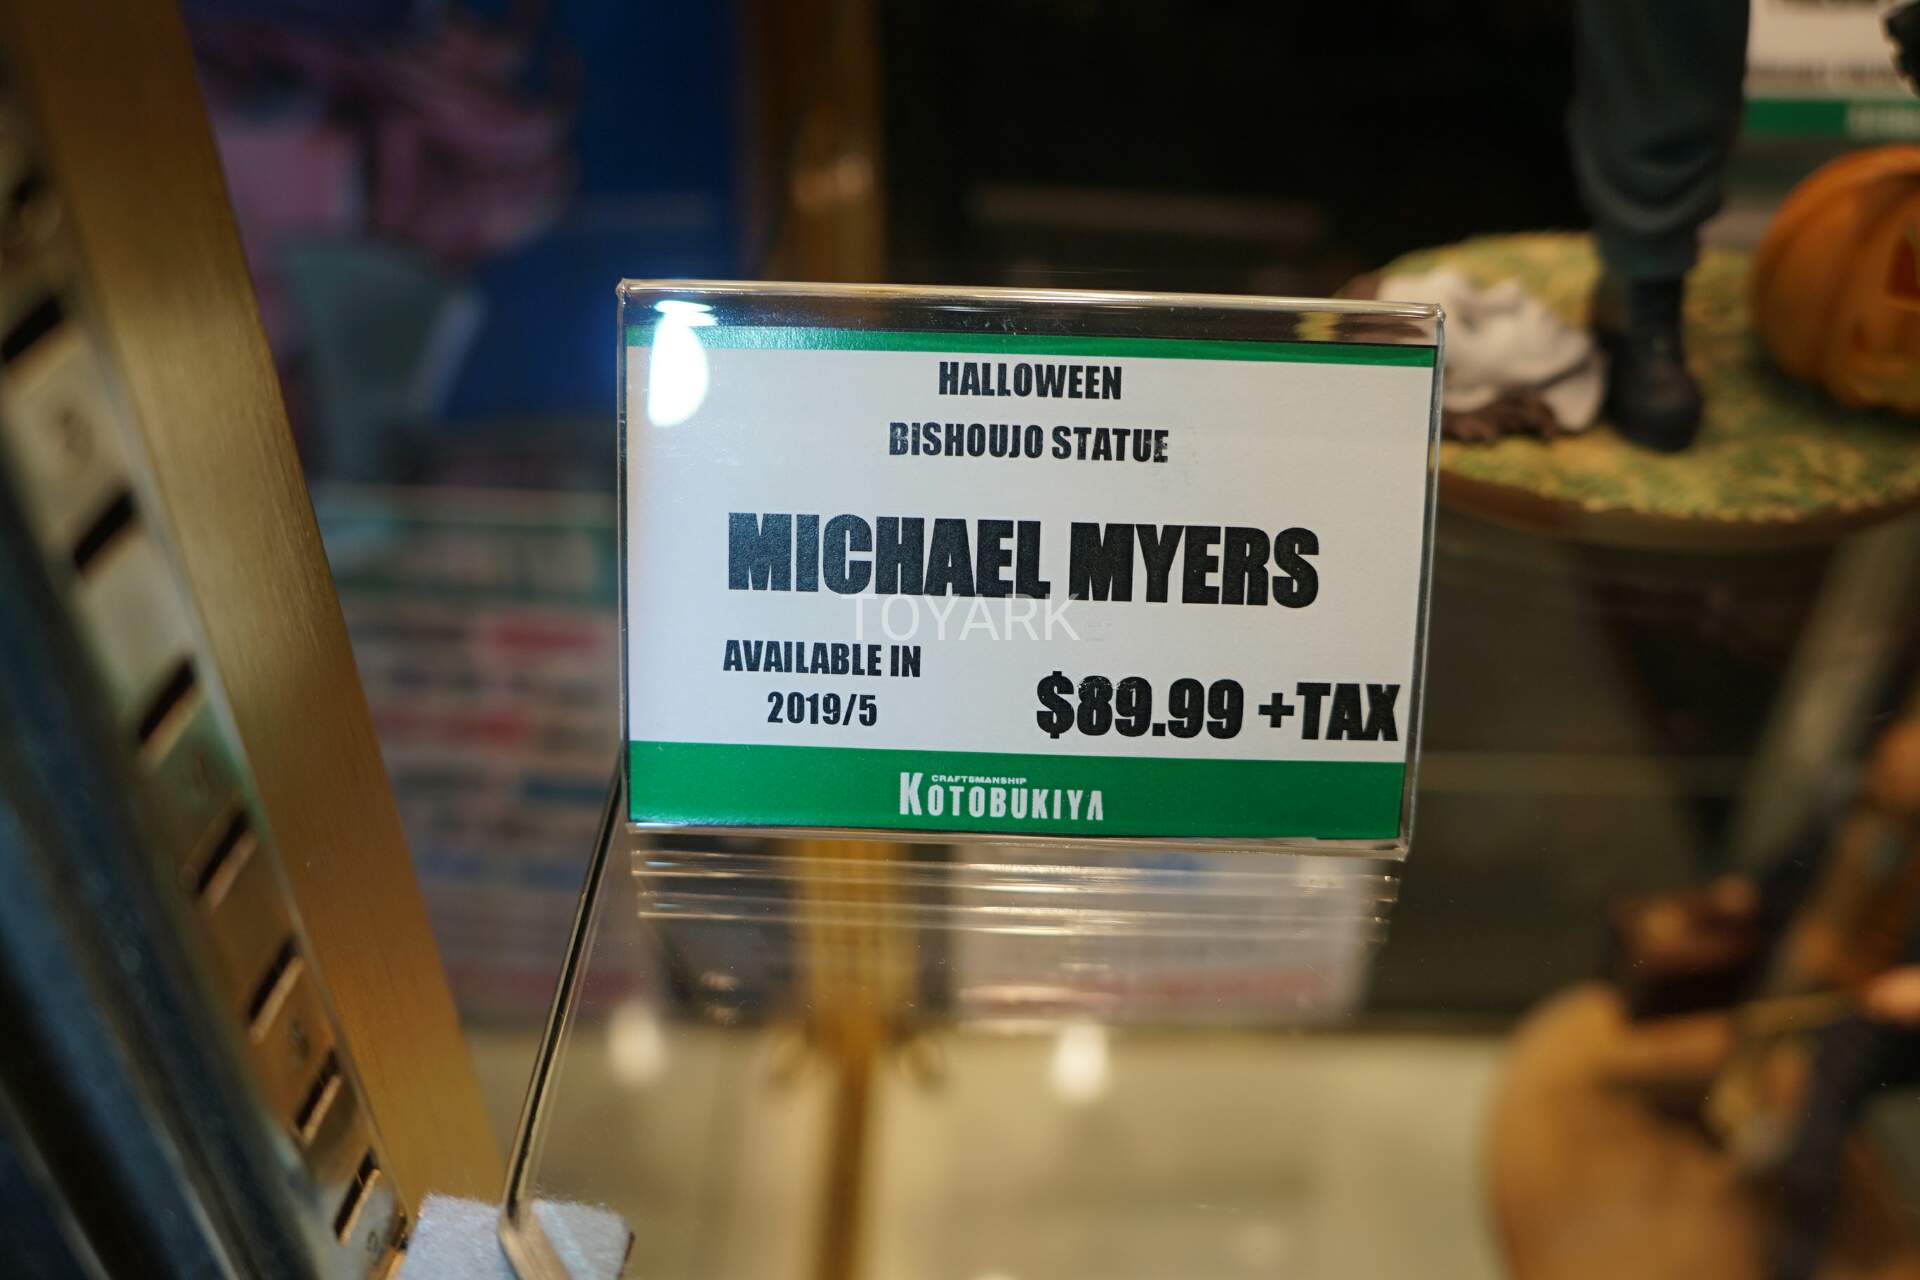 HALLOWEEN
BISHOUJO STATUE
MICHAEL MYERS
TOYARK
AVAILABLE IN
2019/5
$89.99 +TAX
CRAFTSMANSHIP
KOTOBUKIYA